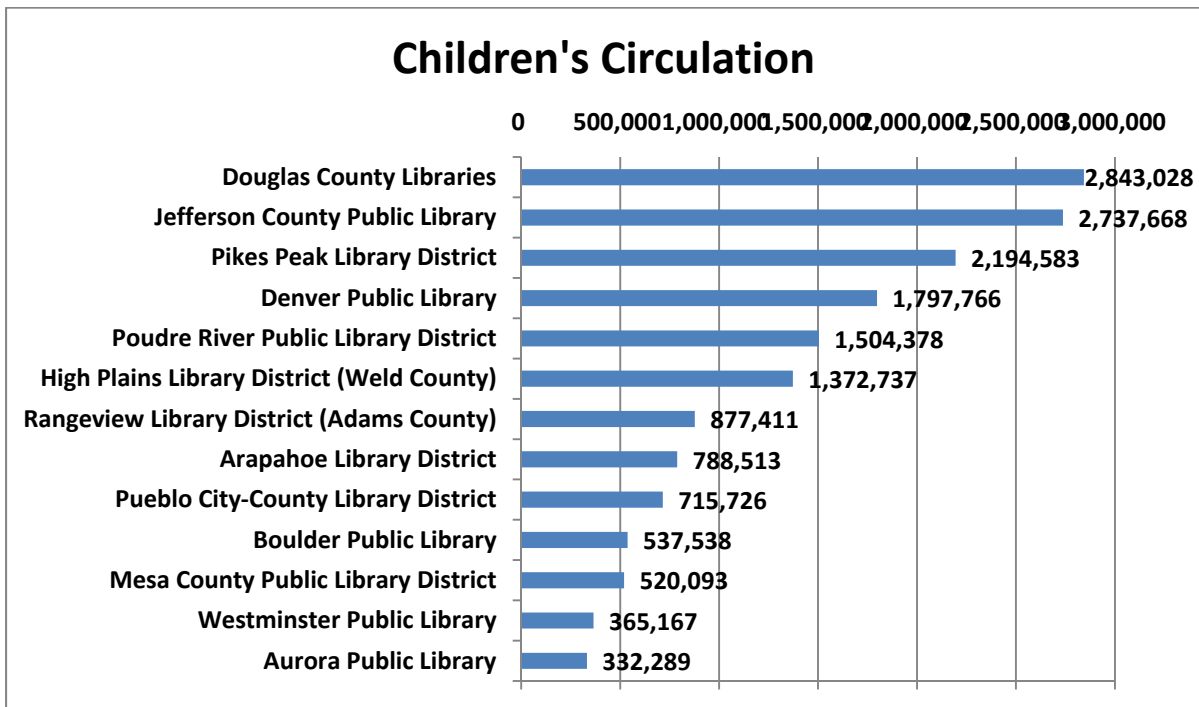 Children's Circulation
0 500,000 1,000,000 1,500,000 2,000,000 2,500,000 3,000,000
Douglas County Libraries 2,843,028
Jefferson County Public Library 2,737,668
Pikes Peak Library District 2,194,583
Denver Public Library 1,797,766
Poudre River Public Library District 1,504,378
High Plains Library District (Weld County) 1,372,737
Rangeview Library District (Adams County) 877,411
Arapahoe Library District 788,513
Pueblo City-County Library District 715,726
Boulder Public Library 537,538
Mesa County Public Library District 520,093
Westminster Public Library 365,167
Aurora Public Library 332,289